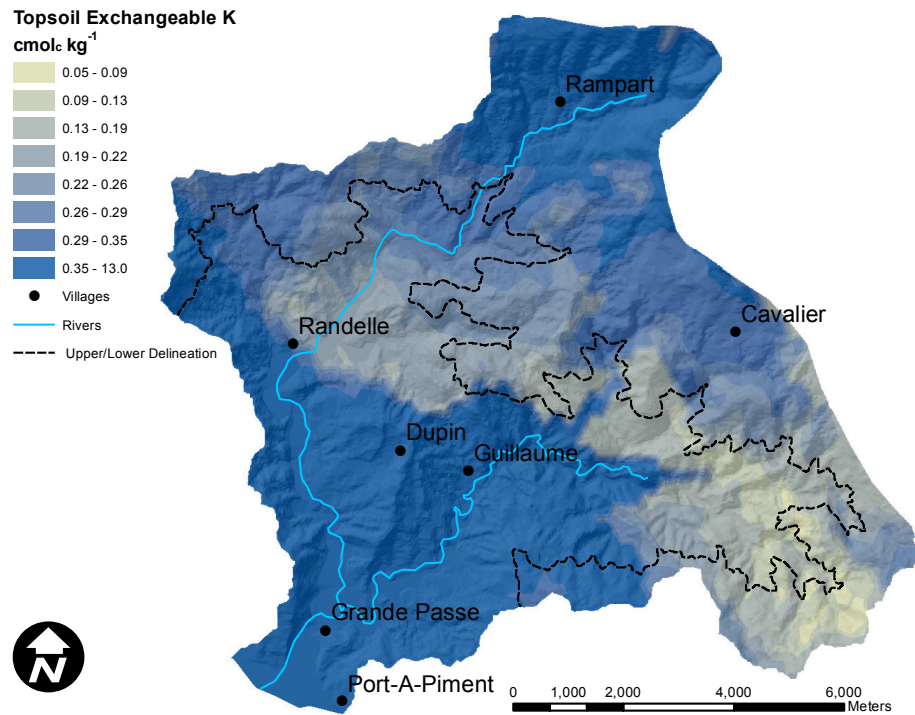 Topsoil Exchangeable K
cmolc kg-1
0.05 - 0.09
0.09 - 0.13
0.13 - 0.19
0.19 - 0.22
0.22 - 0.26
0.26 - 0.29
0.29 - 0.35
0.35 - 13.0
Villages
Rivers
Upper/Lower Delineation
Rampart
Cavalier
Randelle
Dupin
Guillaume
Grande Passe
Port-A-Piment
N
0 1,000 2,000 4,000 6,000
Meters